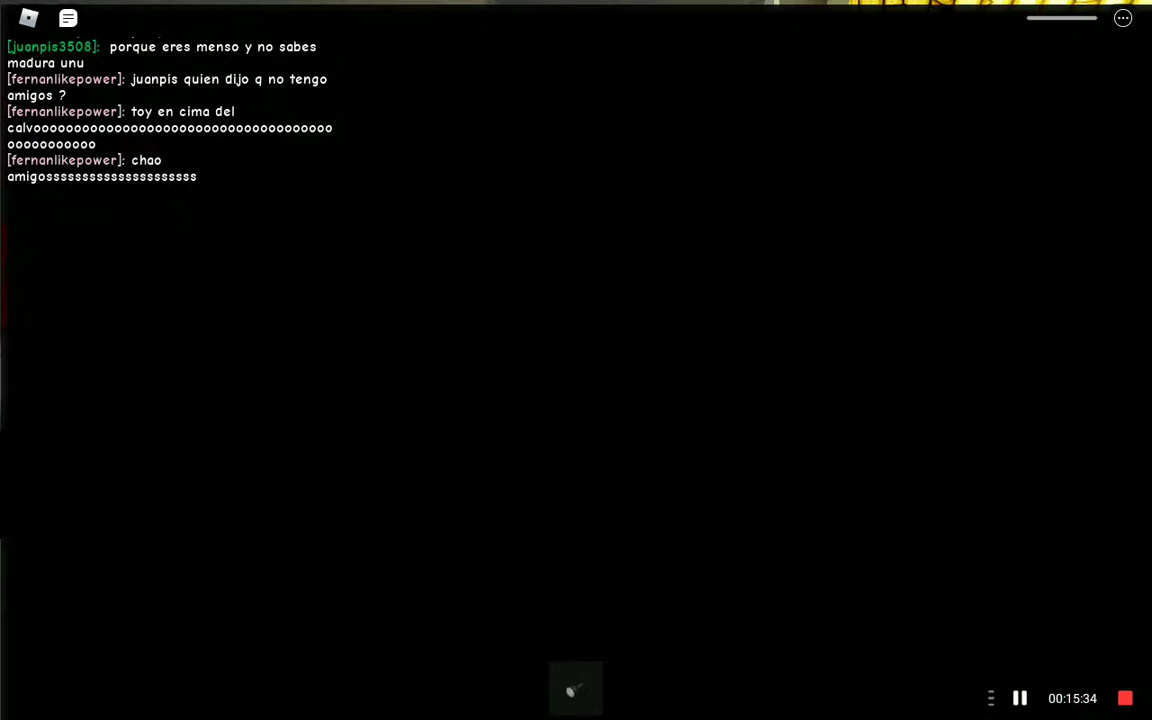 [juanpis3508]: porque eres menso y no sabes
madura unu
[fernanlikepower]: juanpis quien dijo q no tengo
amigos ?
[fernanlikepower]: toy en cima del
calvooooooooooooooooooooooooooooooooooooo
ooooooooooo
[fernanlikepower]: chao
amigosssssssssssssssssssss
00:15:34